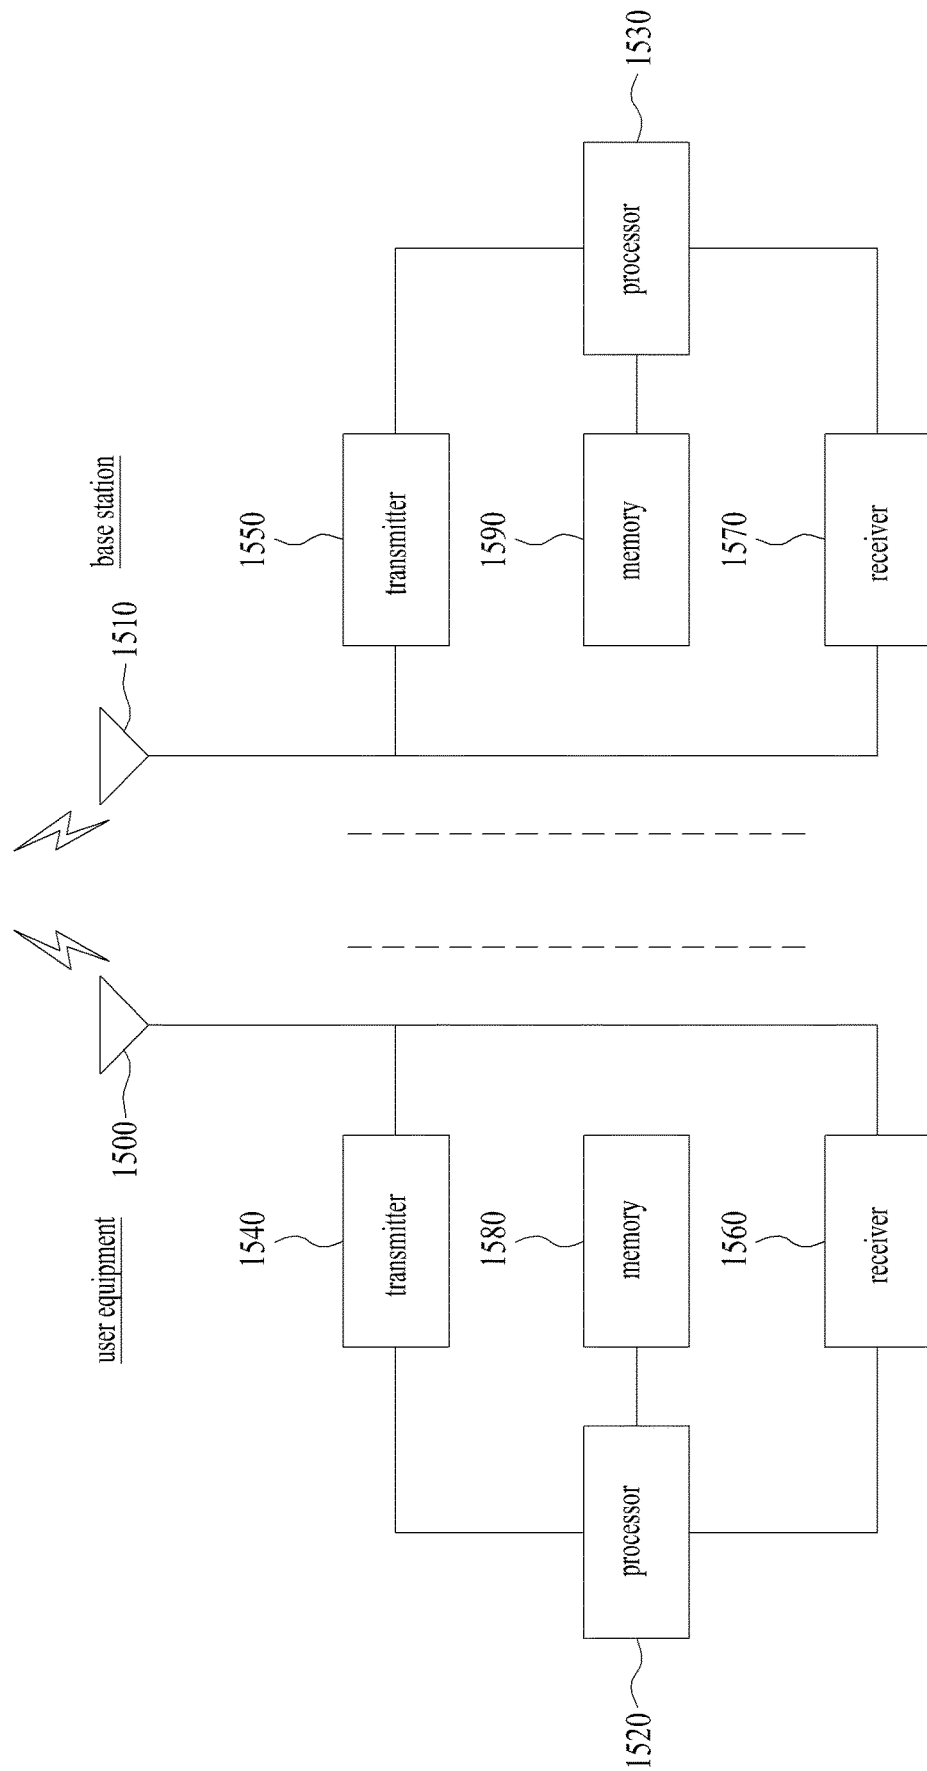 user equipment
base station
1500
1510
1540
transmitter
1550
transmitter
1520
processor
1580
memory
1590
memory
1530
processor
1560
receiver
1570
receiver